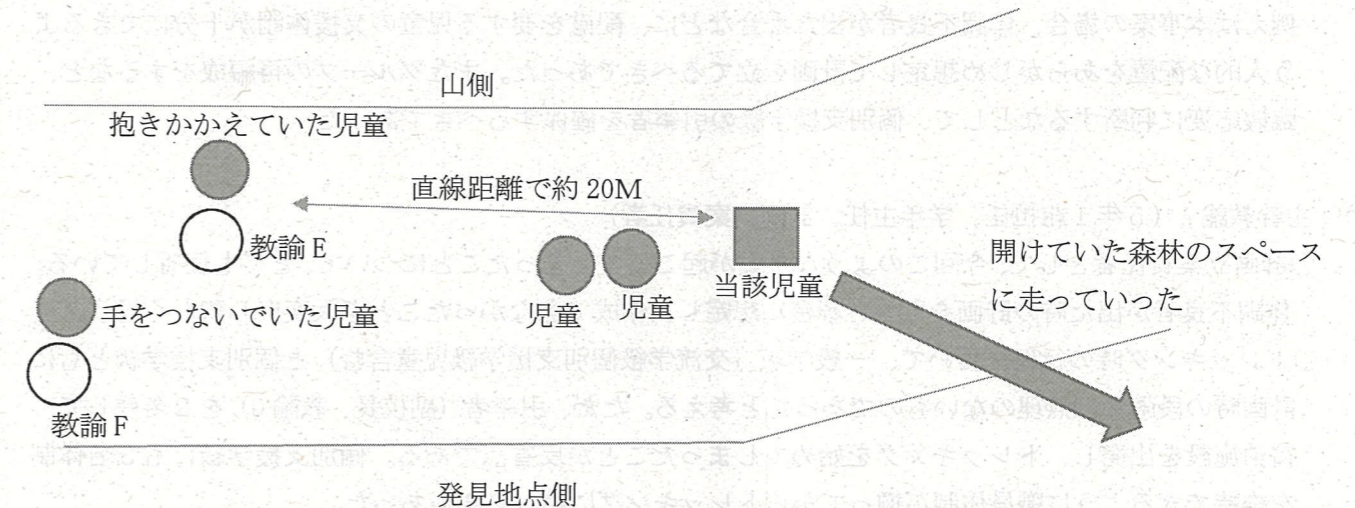 山側
抱きかかえていた児童
直線距離で約 20M
教諭 E
開けていた森林のスペース
に走っていった
当該児童
児童
児童
手をつないでいた児童
教諭 F
発見地点側